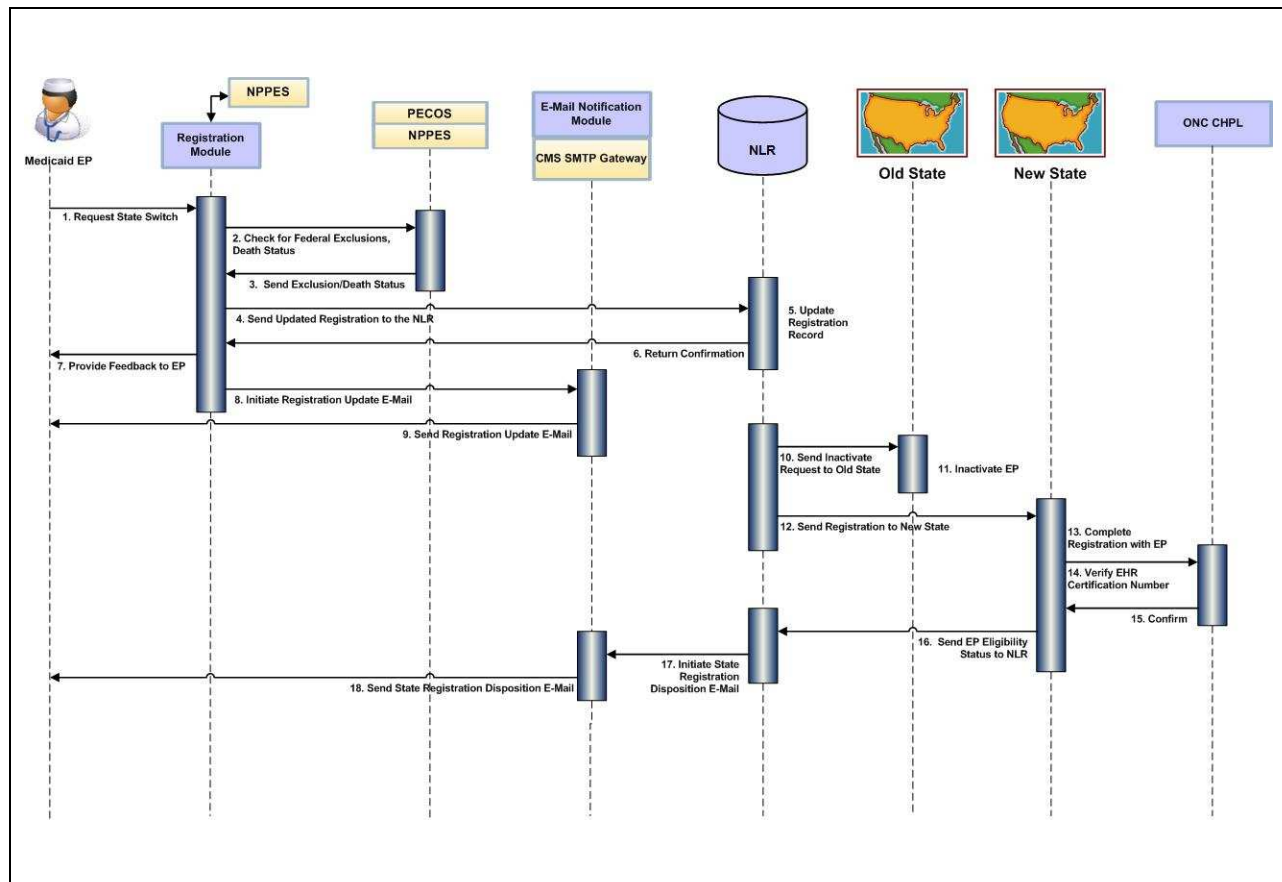 NPPES
Medicaid EP
Registration
Module
PECOS
NPPES
E-Mail Notification
Module
CMS SMTP Gateway
NLR
Old State
New State
ONC CHPL
1. Request State Switch
2. Check for Federal Exclusions,
Death Status
3. Send Exclusion/Death Status
4. Send Updated Registration to the NLR
5. Update
Registration
Record
6. Return Confirmation
7. Provide Feedback to EP
8. Initiate Registration Update E-Mail
9. Send Registration Update E-Mail
10. Send Inactivate
Request to Old State
11. Inactivate EP
12. Send Registration to New State
13. Complete
Registration with EP
14. Verify EHR
Certification Number
15. Confirm
16. Send EP Eligibility
Status to NLR
17. Initiate State
Registration
Disposition E-Mail
18. Send State Registration Disposition E-Mail